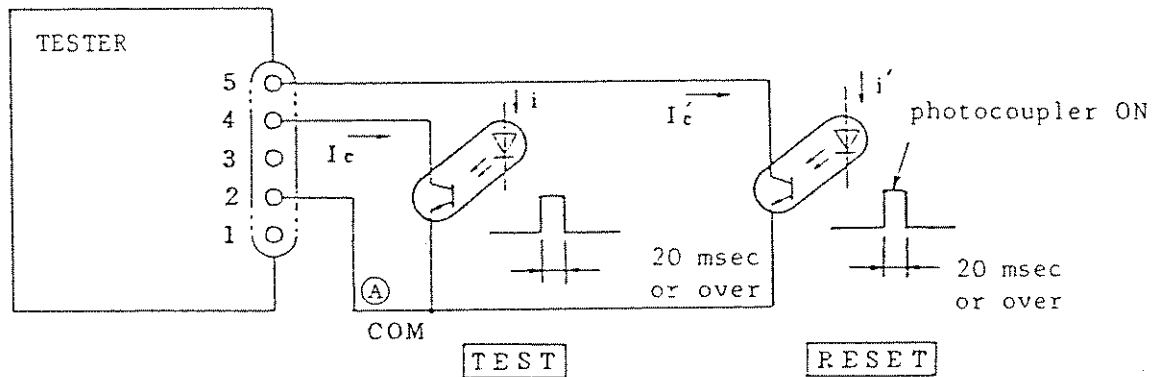 TESTER
5
4
3
2
1
Ic
i
I'c
i'
photocoupler ON
20 msec
or over
20 msec
or over
A
COM
TEST
RESET